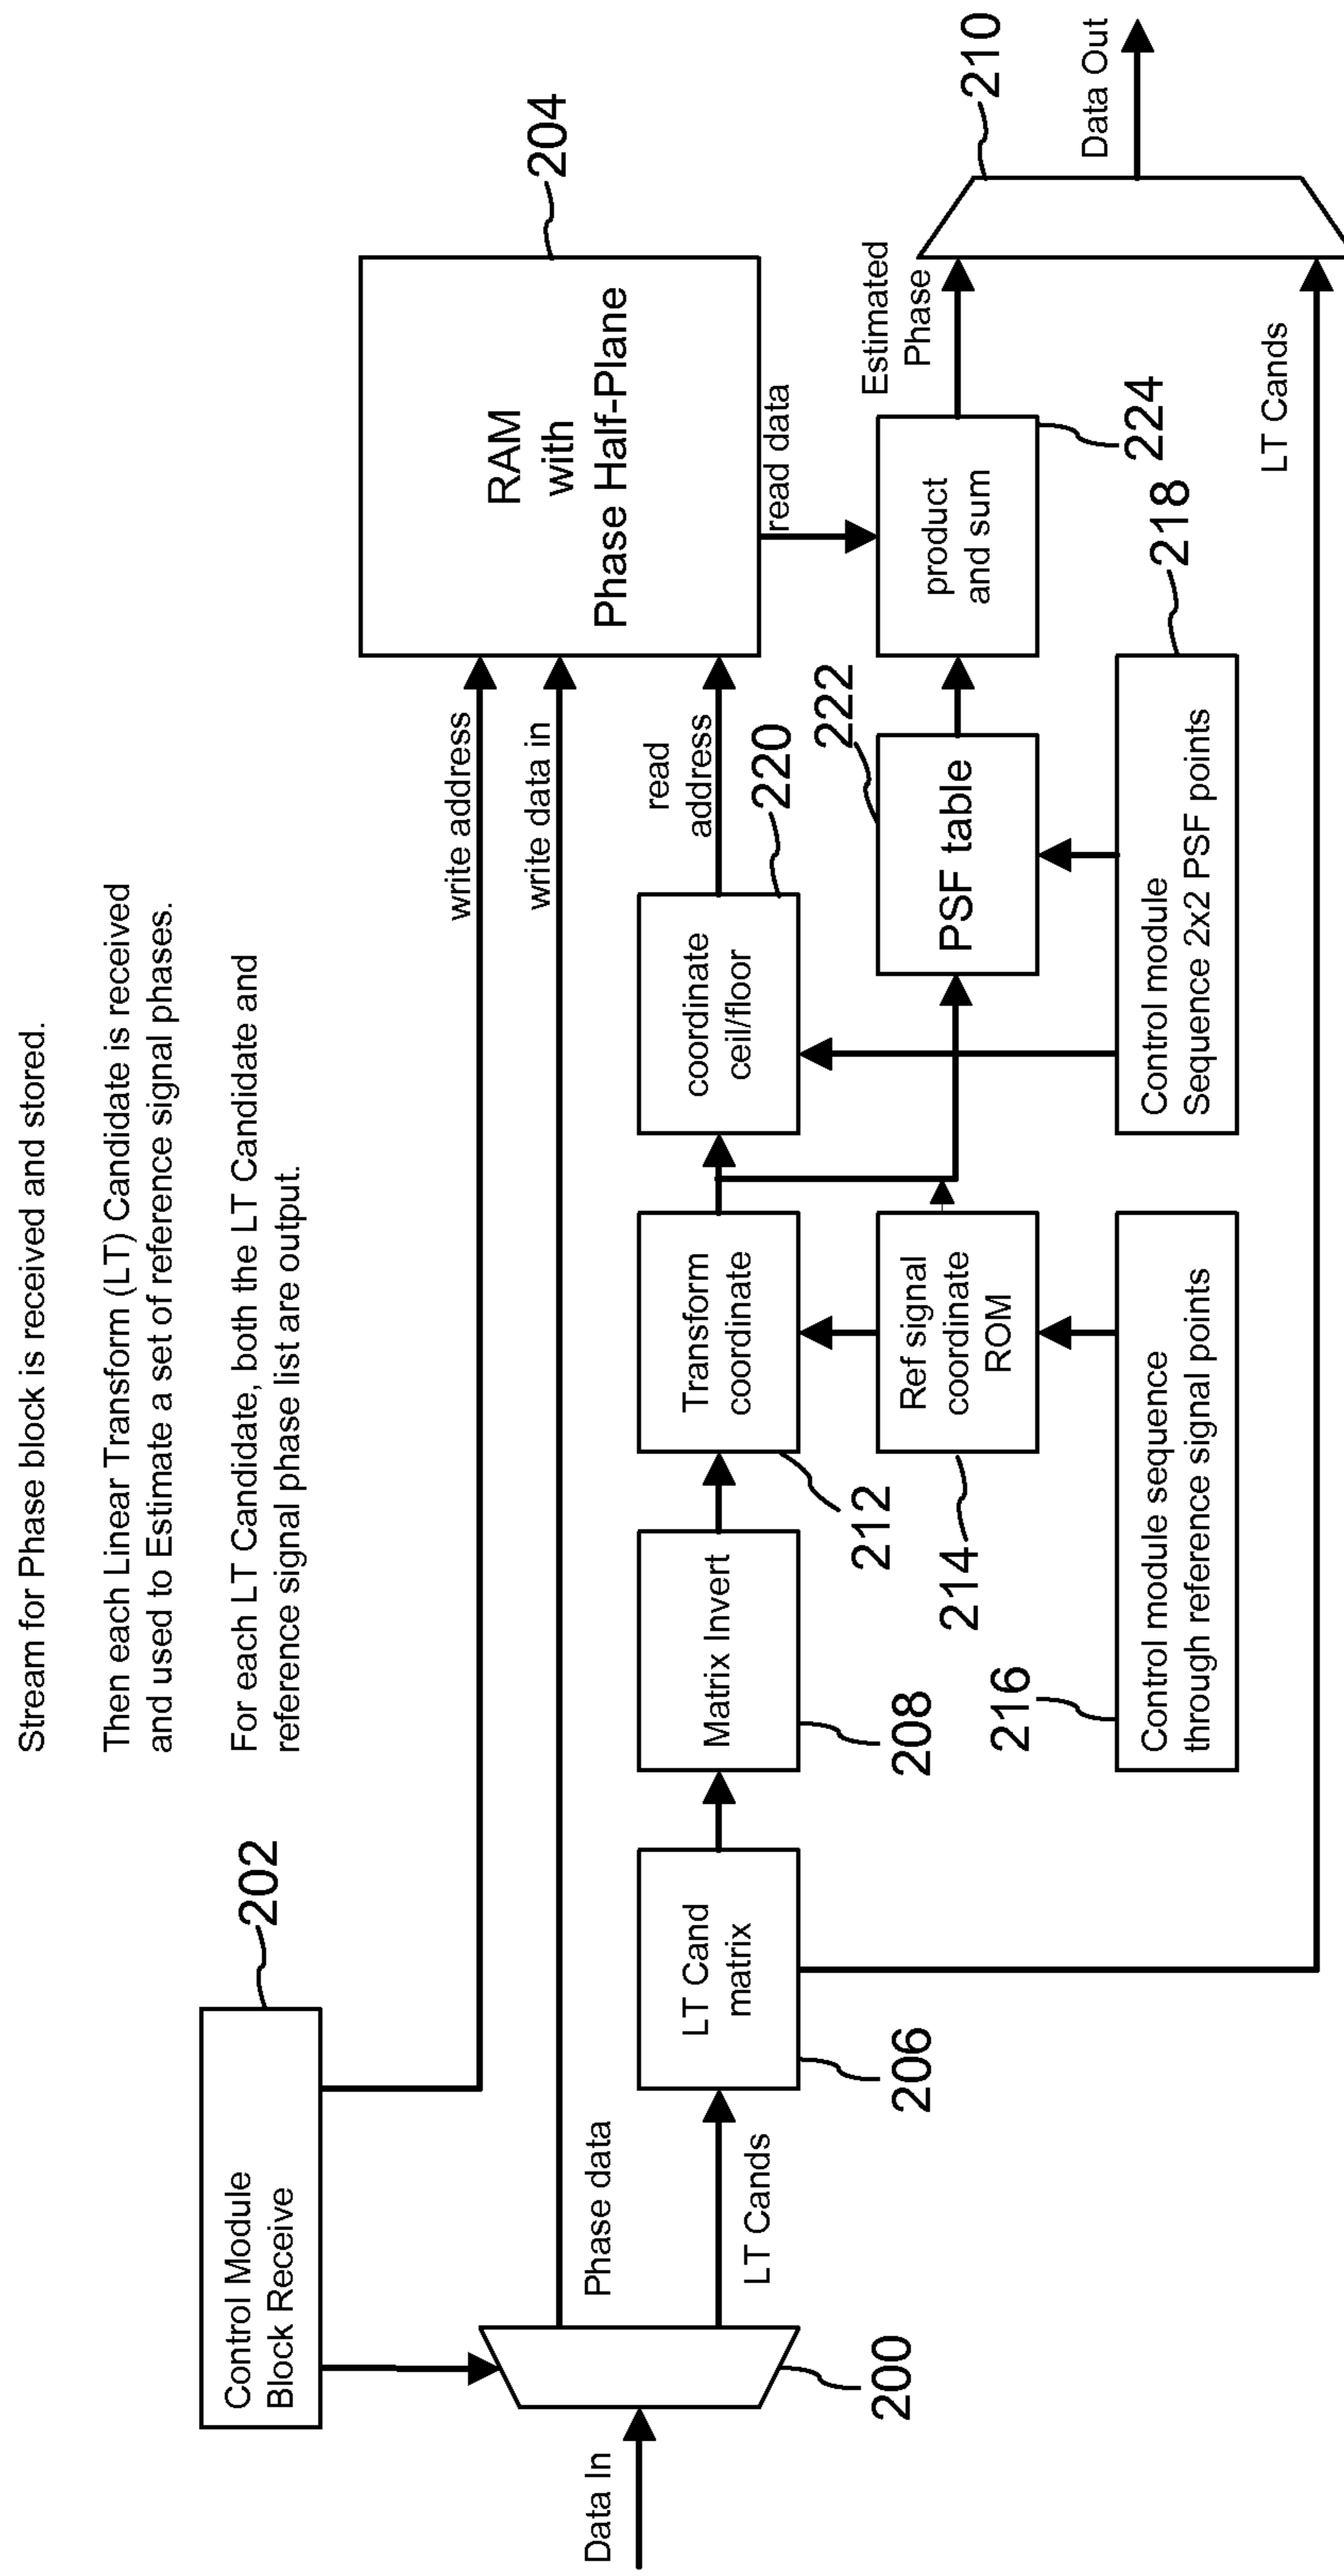 Stream for Phase block is received and stored.
Then each Linear Transform (LT) Candidate is received
and used to Estimate a set of reference signal phases.
For each LT Candidate, both the LT Candidate and
reference signal phase list are output.
202
Control Module
Block Receive
write address
write data in
204
RAM
with
Phase Half-Plane
read
address
read data
Data In
200
Phase data
LT Cands
LT Cand
matrix
206
Matrix Invert
208
Transform
coordinate
212
coordinate
ceil/floor
220
Ref signal
coordinate
ROM
214
PSF table
222
product
and sum
224
Estimated
Phase
216
Control module sequence
through reference signal points
Control module
Sequence 2x2 PSF points
218
LT Cands
210
Data Out